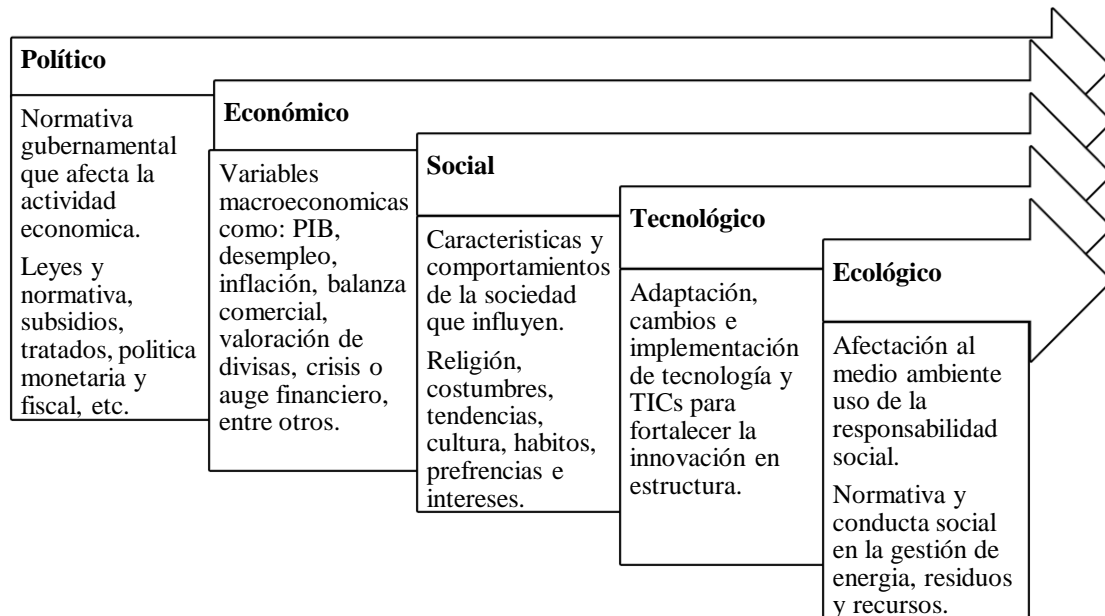 Político
Normativa
gubernamental
que afecta la
actividad
economica.
Leyes y
normativa,
subsidios,
tratados, politica
monetaria y
fiscal, etc.
Económico
Variables
macroeconomicas
como: PIB,
desempleo,
inflación, balanza
comercial,
valoración de
divisas, crisis o
auge financiero,
entre otros.
Social
Caracteristicas y
comportamientos
de la sociedad
que influyen.
Religión,
costumbres,
tendencias,
cultura, habitos,
prefrencias e
intereses.
Tecnológico
Adaptación,
cambios e
implementación
de tecnología y
TICs para
fortalecer la
innovación en
estructura.
Ecológico
Afectación al
medio ambiente
uso de la
responsabilidad
social.
Normativa y
conducta social
en la gestión de
energia, residuos
y recursos.